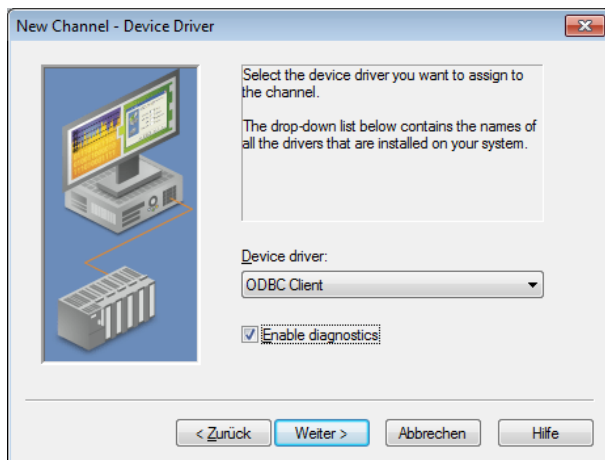 New Channel - Device Driver
Select the device driver you want to assign to
the channel.
The drop-down list below contains the names of
all the drivers that are installed on your system.
Device driver:
ODBC Client
Enable diagnostics
< Zurück
Weiter >
Abbrechen
Hilfe